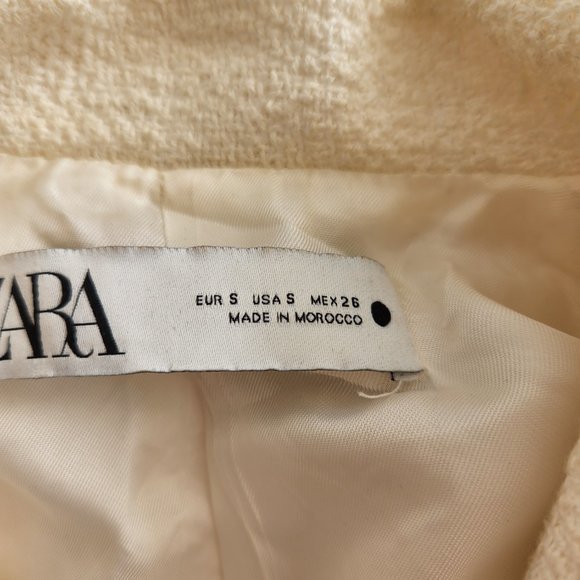 ZARA
EUR S USA S MEX 26
MADE IN MOROCCO